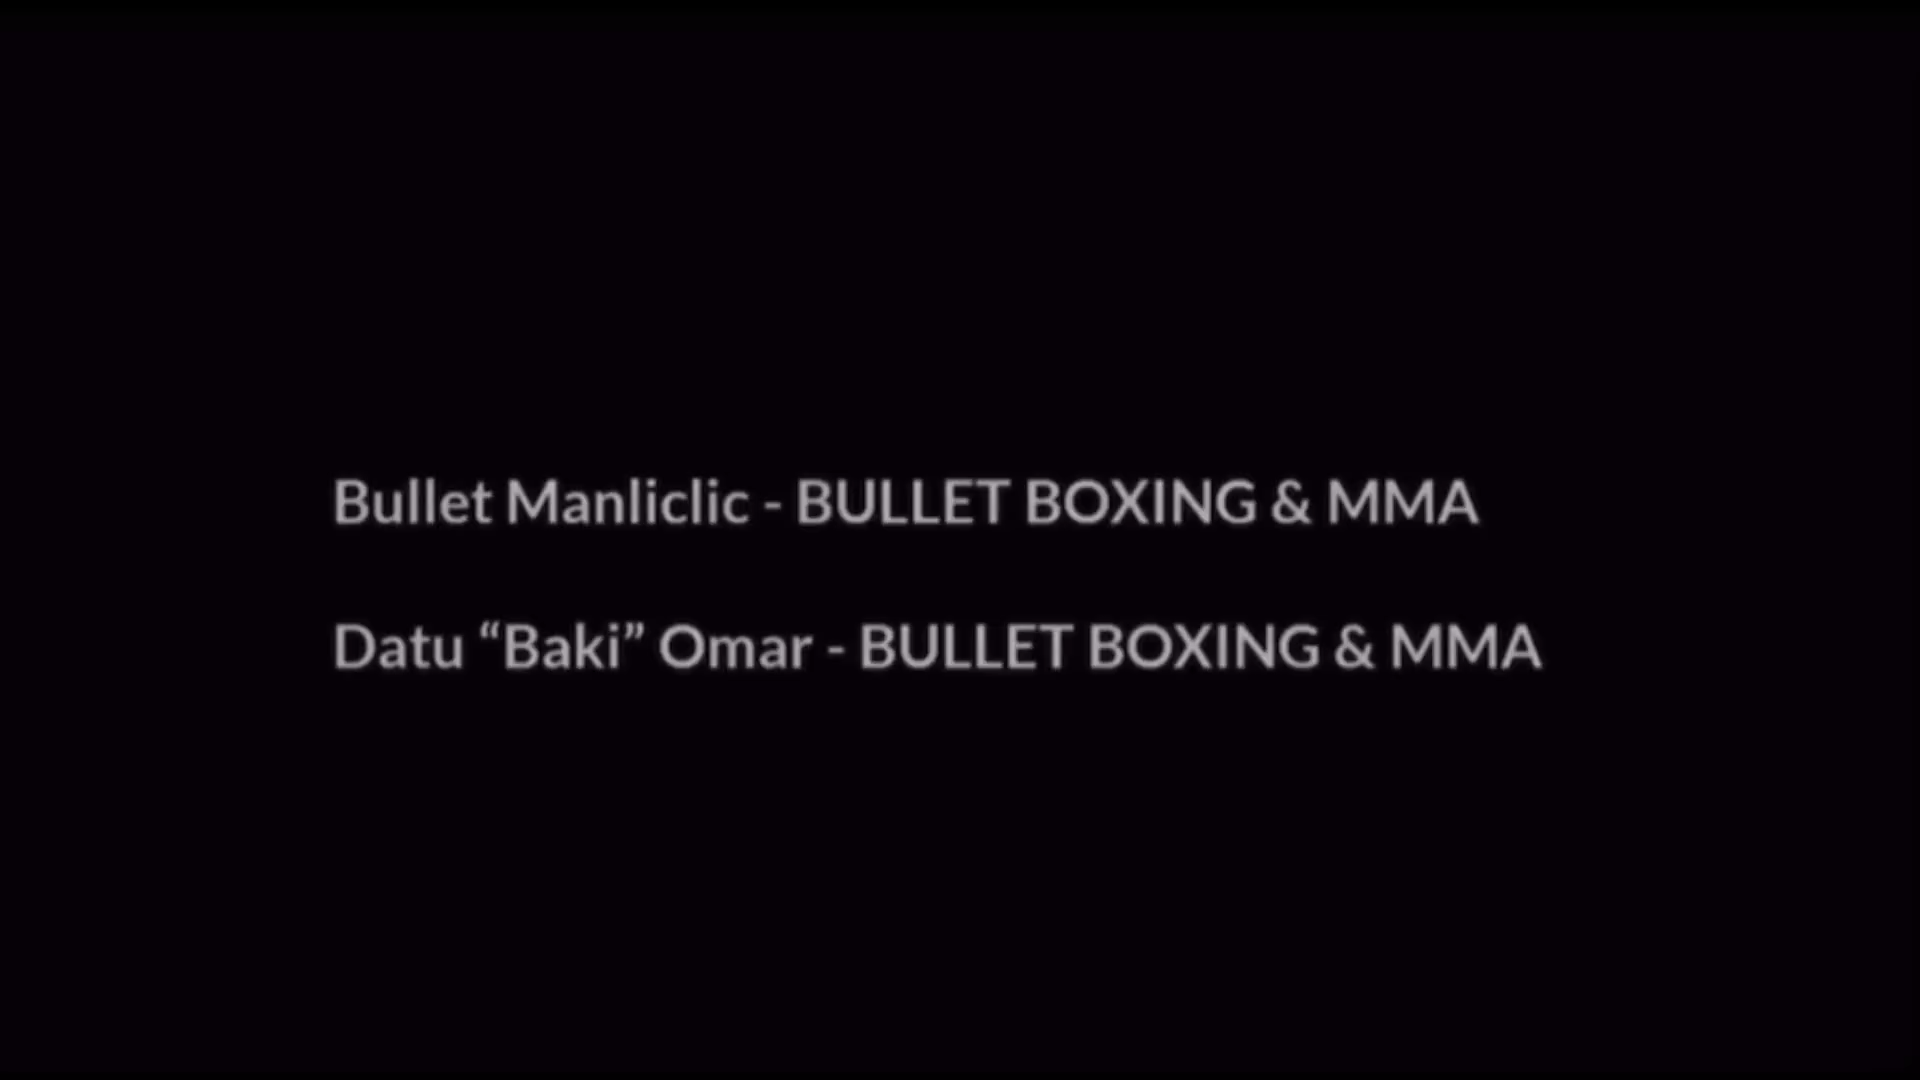 Bullet Manliclic - BULLET BOXING & MMA
Datu “Baki” Omar - BULLET BOXING & MMA